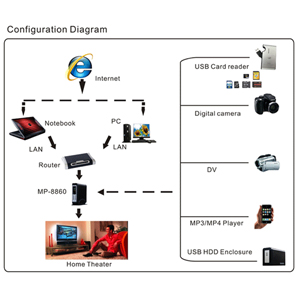 Configuration Diagram
Internet
Notebook
PC
LAN
LAN
Router
MP-8860
Home Theater
USB Card reader
Digital camera
DV
MP3/MP4 Player
USB HDD Enclosure